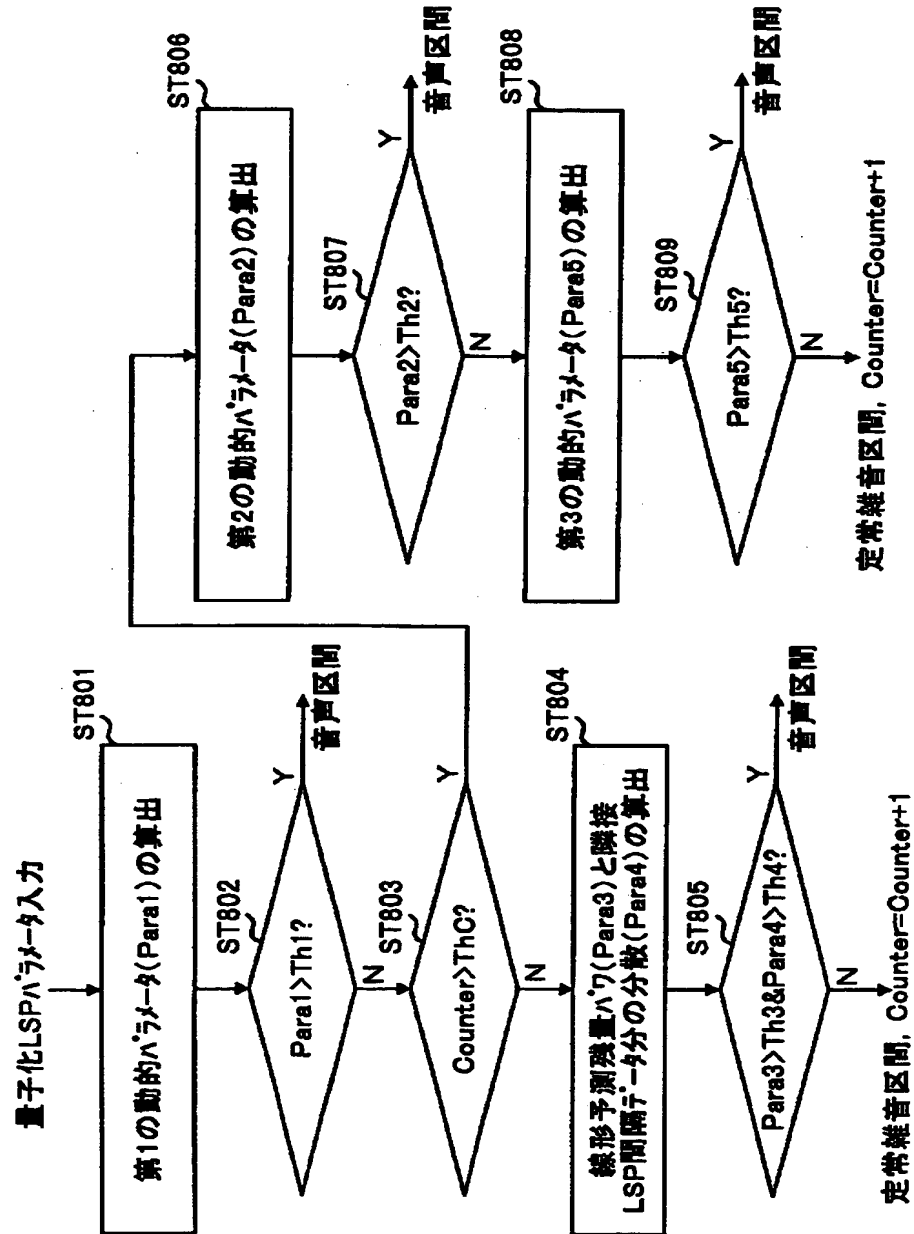 量子化LSPパラメータ入力
ST801
第1の動的パラメータ(Para1)の算出
ST802
Para1>Th1?
Y
音声区間
N
ST803
Counter>ThC?
Y
N
ST804
線形予測残量パワ(Para3)と隣接
LSP間隔データ分の分散(Para4)の算出
ST805
Para3>Th3&Para4>Th4?
Y
音声区間
N
定常雑音区間, Counter=Counter+1
ST806
第2の動的パラメータ(Para2)の算出
ST807
Para2>Th2?
Y
音声区間
N
ST808
第3の動的パラメータ(Para5)の算出
ST809
Para5>Th5?
Y
音声区間
N
定常雑音区間, Counter=Counter+1